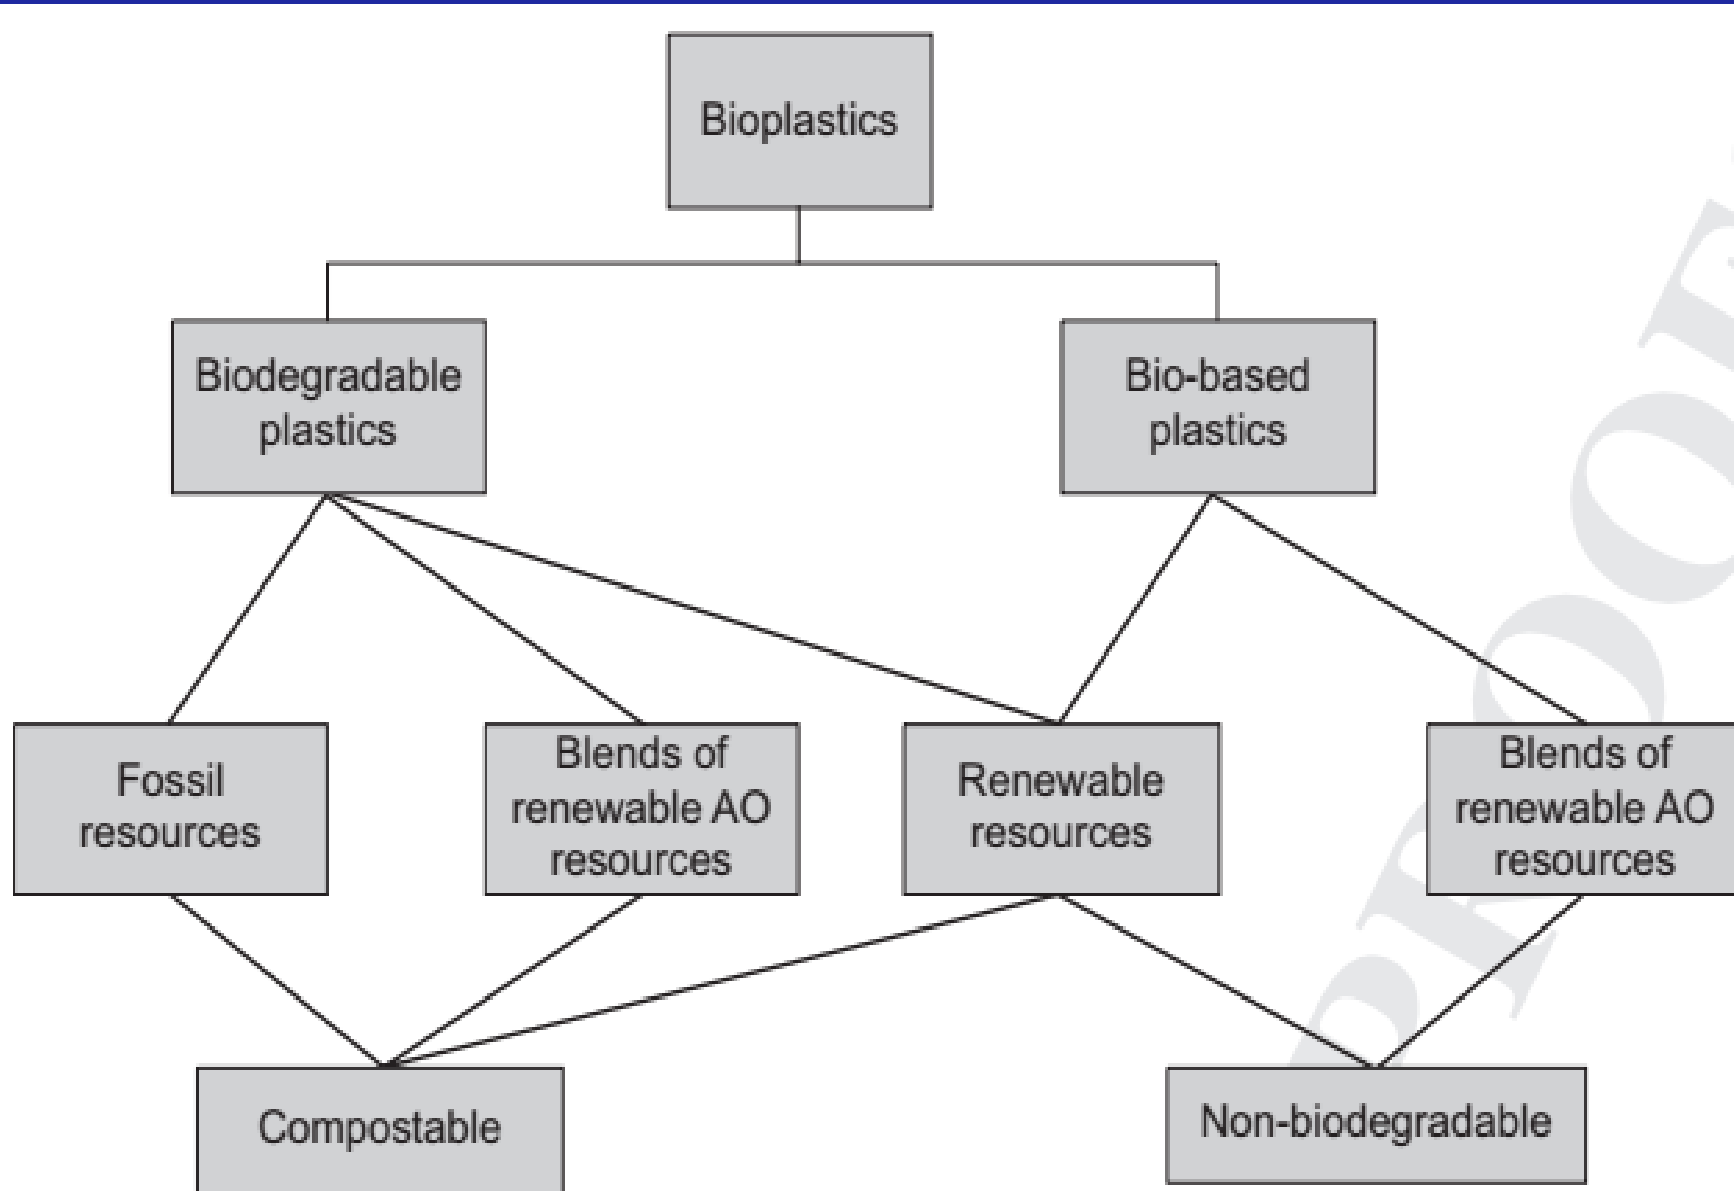 Bioplastics
Biodegradable
plastics
Bio-based
plastics
Fossil
resources
Blends of
renewable AO
resources
Renewable
resources
Blends of
renewable AO
resources
Compostable
Non-biodegradable
PROOF